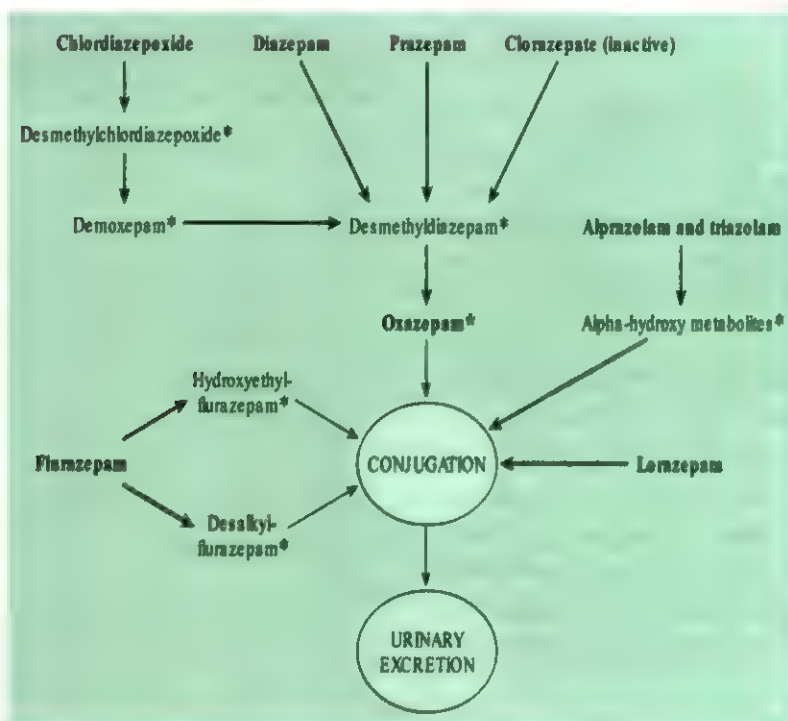 Chlordiazepoxide
Diazepam
Prazepam
Clorazepate (inactive)
Desmethylchlordiazepoxide*
Demoxepam*
Desmethyldiazepam*
Alprazolam and triazolam
Oxazepam*
Alpha-hydroxy metabolites*
Hydroxyethyl-
flurazepam*
Flurazepam
CONJUGATION
Lorazepam
Desalkyl-
flurazepam*
URINARY
EXCRETION